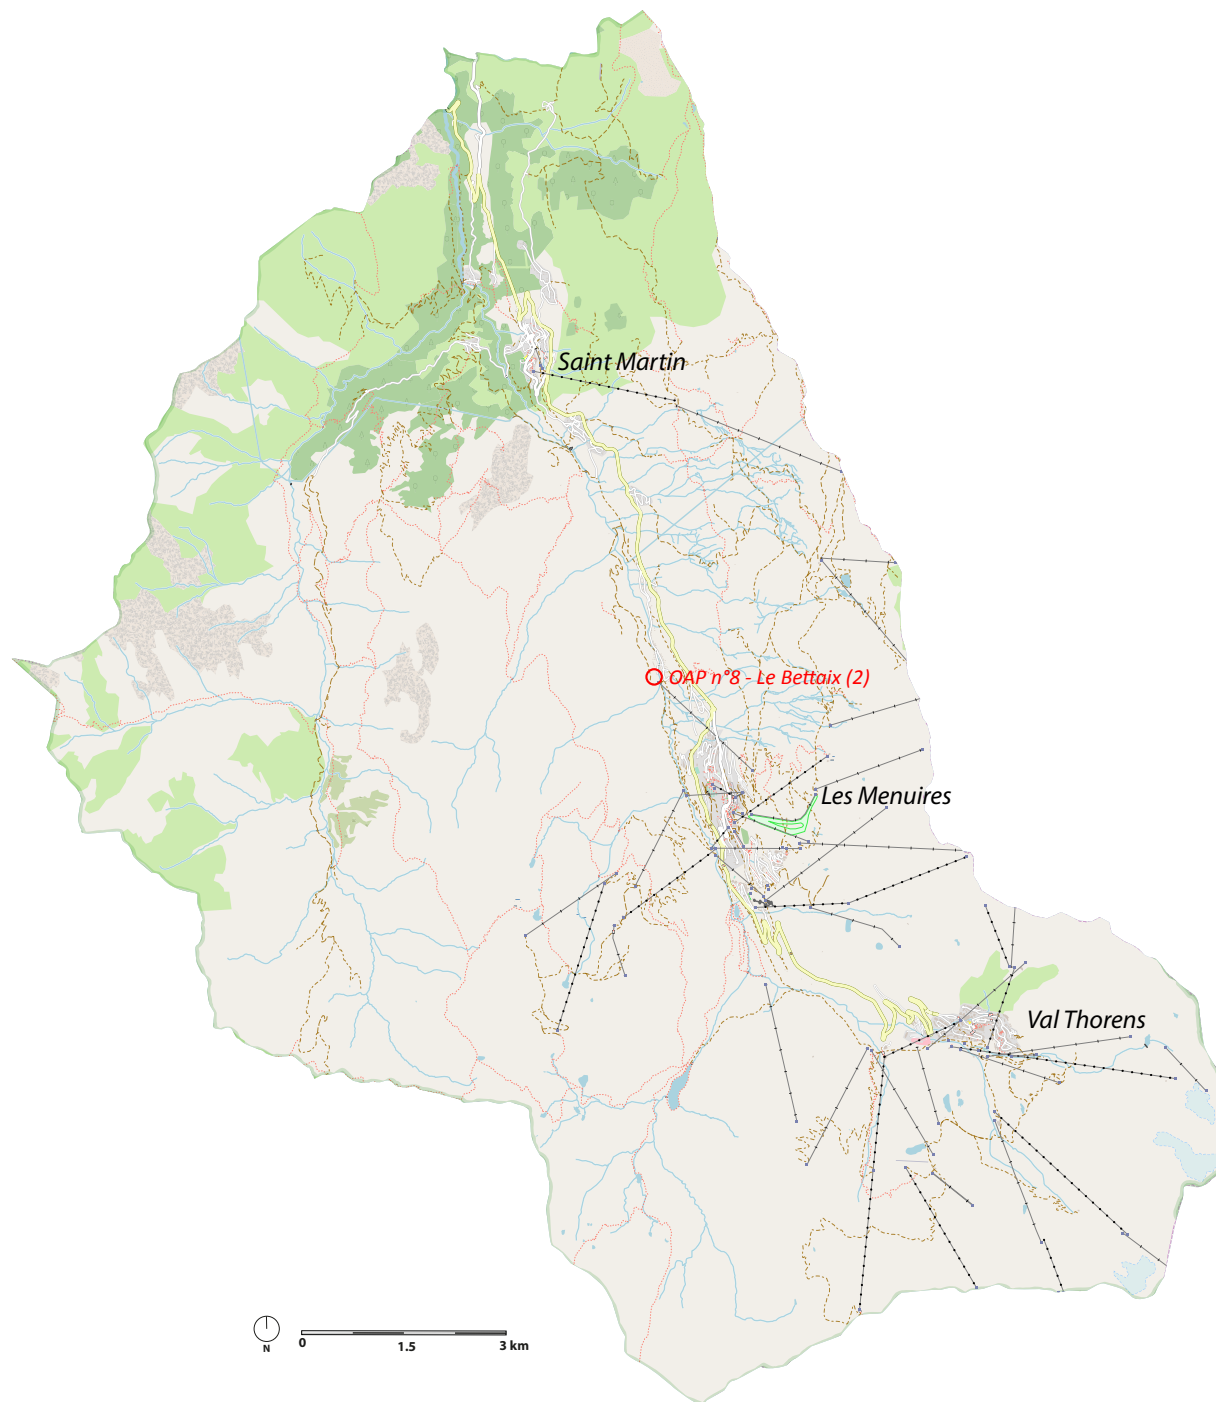 Saint Martin
OAP n°8 - Le Bettaix (2)
Les Menuires
Val Thorens
N
0
1.5
3 km